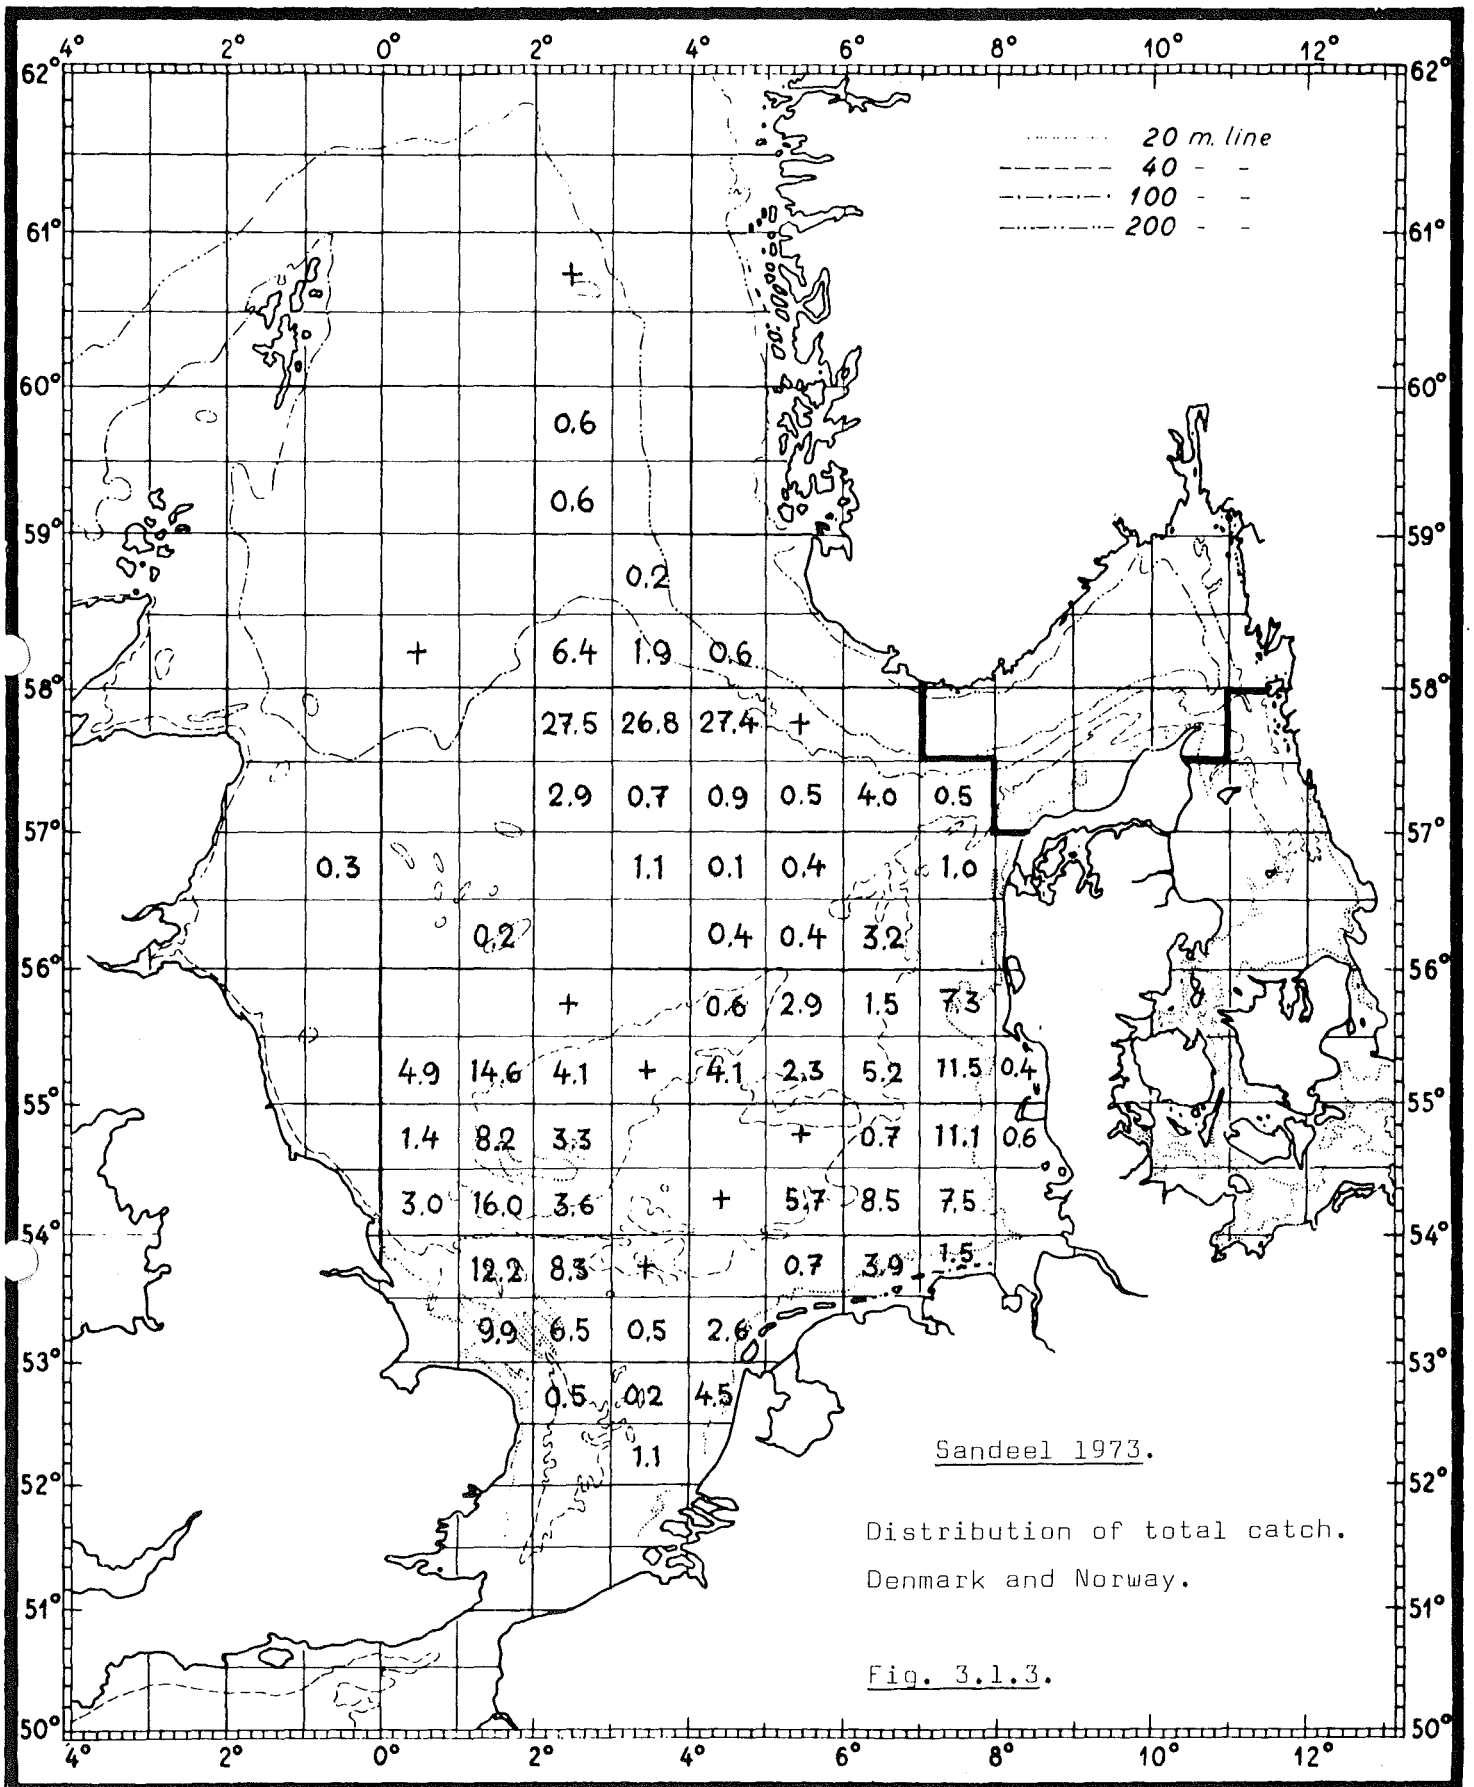 4° 2° 0° 2° 4° 6° 8° 10° 12°
62° 62°
20 m. line
40 - -
100 - -
200 - -
61° 61°
+
60° 60°
0.6
0.6
59° 59°
0.2
+ 6.4 1.9 0.6
58° 58° 58°
27.5 26.8 27.4 +
2.9 0.7 0.9 0.5 4.0 0.5
57° 57°
0.3 1.1 0.1 0.4 1.0
0.2 0.4 0.4 3.2
56° 56°
+ 0.6 2.9 1.5 7.3
4.9 14.6 4.1 + 4.1 2.3 5.2 11.5 0.4
55° 55°
1.4 8.2 3.3 + 0.7 11.1 0.6
3.0 16.0 3.6 + 5.7 8.5 7.5
54° 54°
12.2 8.3 + 0.7 3.9 1.5
9.9 6.5 0.5 2.6
53° 53°
0.5 0.2 4.5
1.1
Sandeel 1973.
52° 52°
Distribution of total catch.
Denmark and Norway.
51° 51°
Fig. 3.1.3.
50° 50°
4° 2° 0° 2° 4° 6° 8° 10° 12°